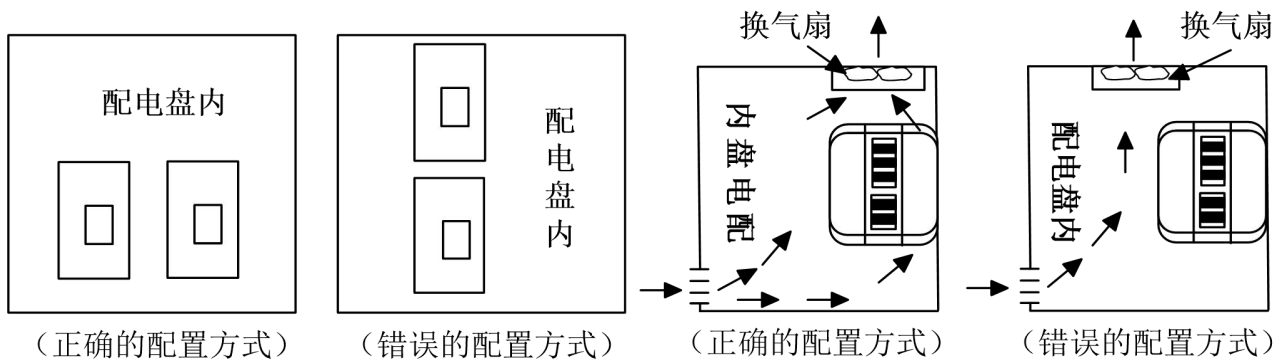 配电盘内
（正确的配置方式）
配电盘内
（错误的配置方式）
换气扇
内盘电配
（正确的配置方式）
换气扇
配电盘内
（错误的配置方式）